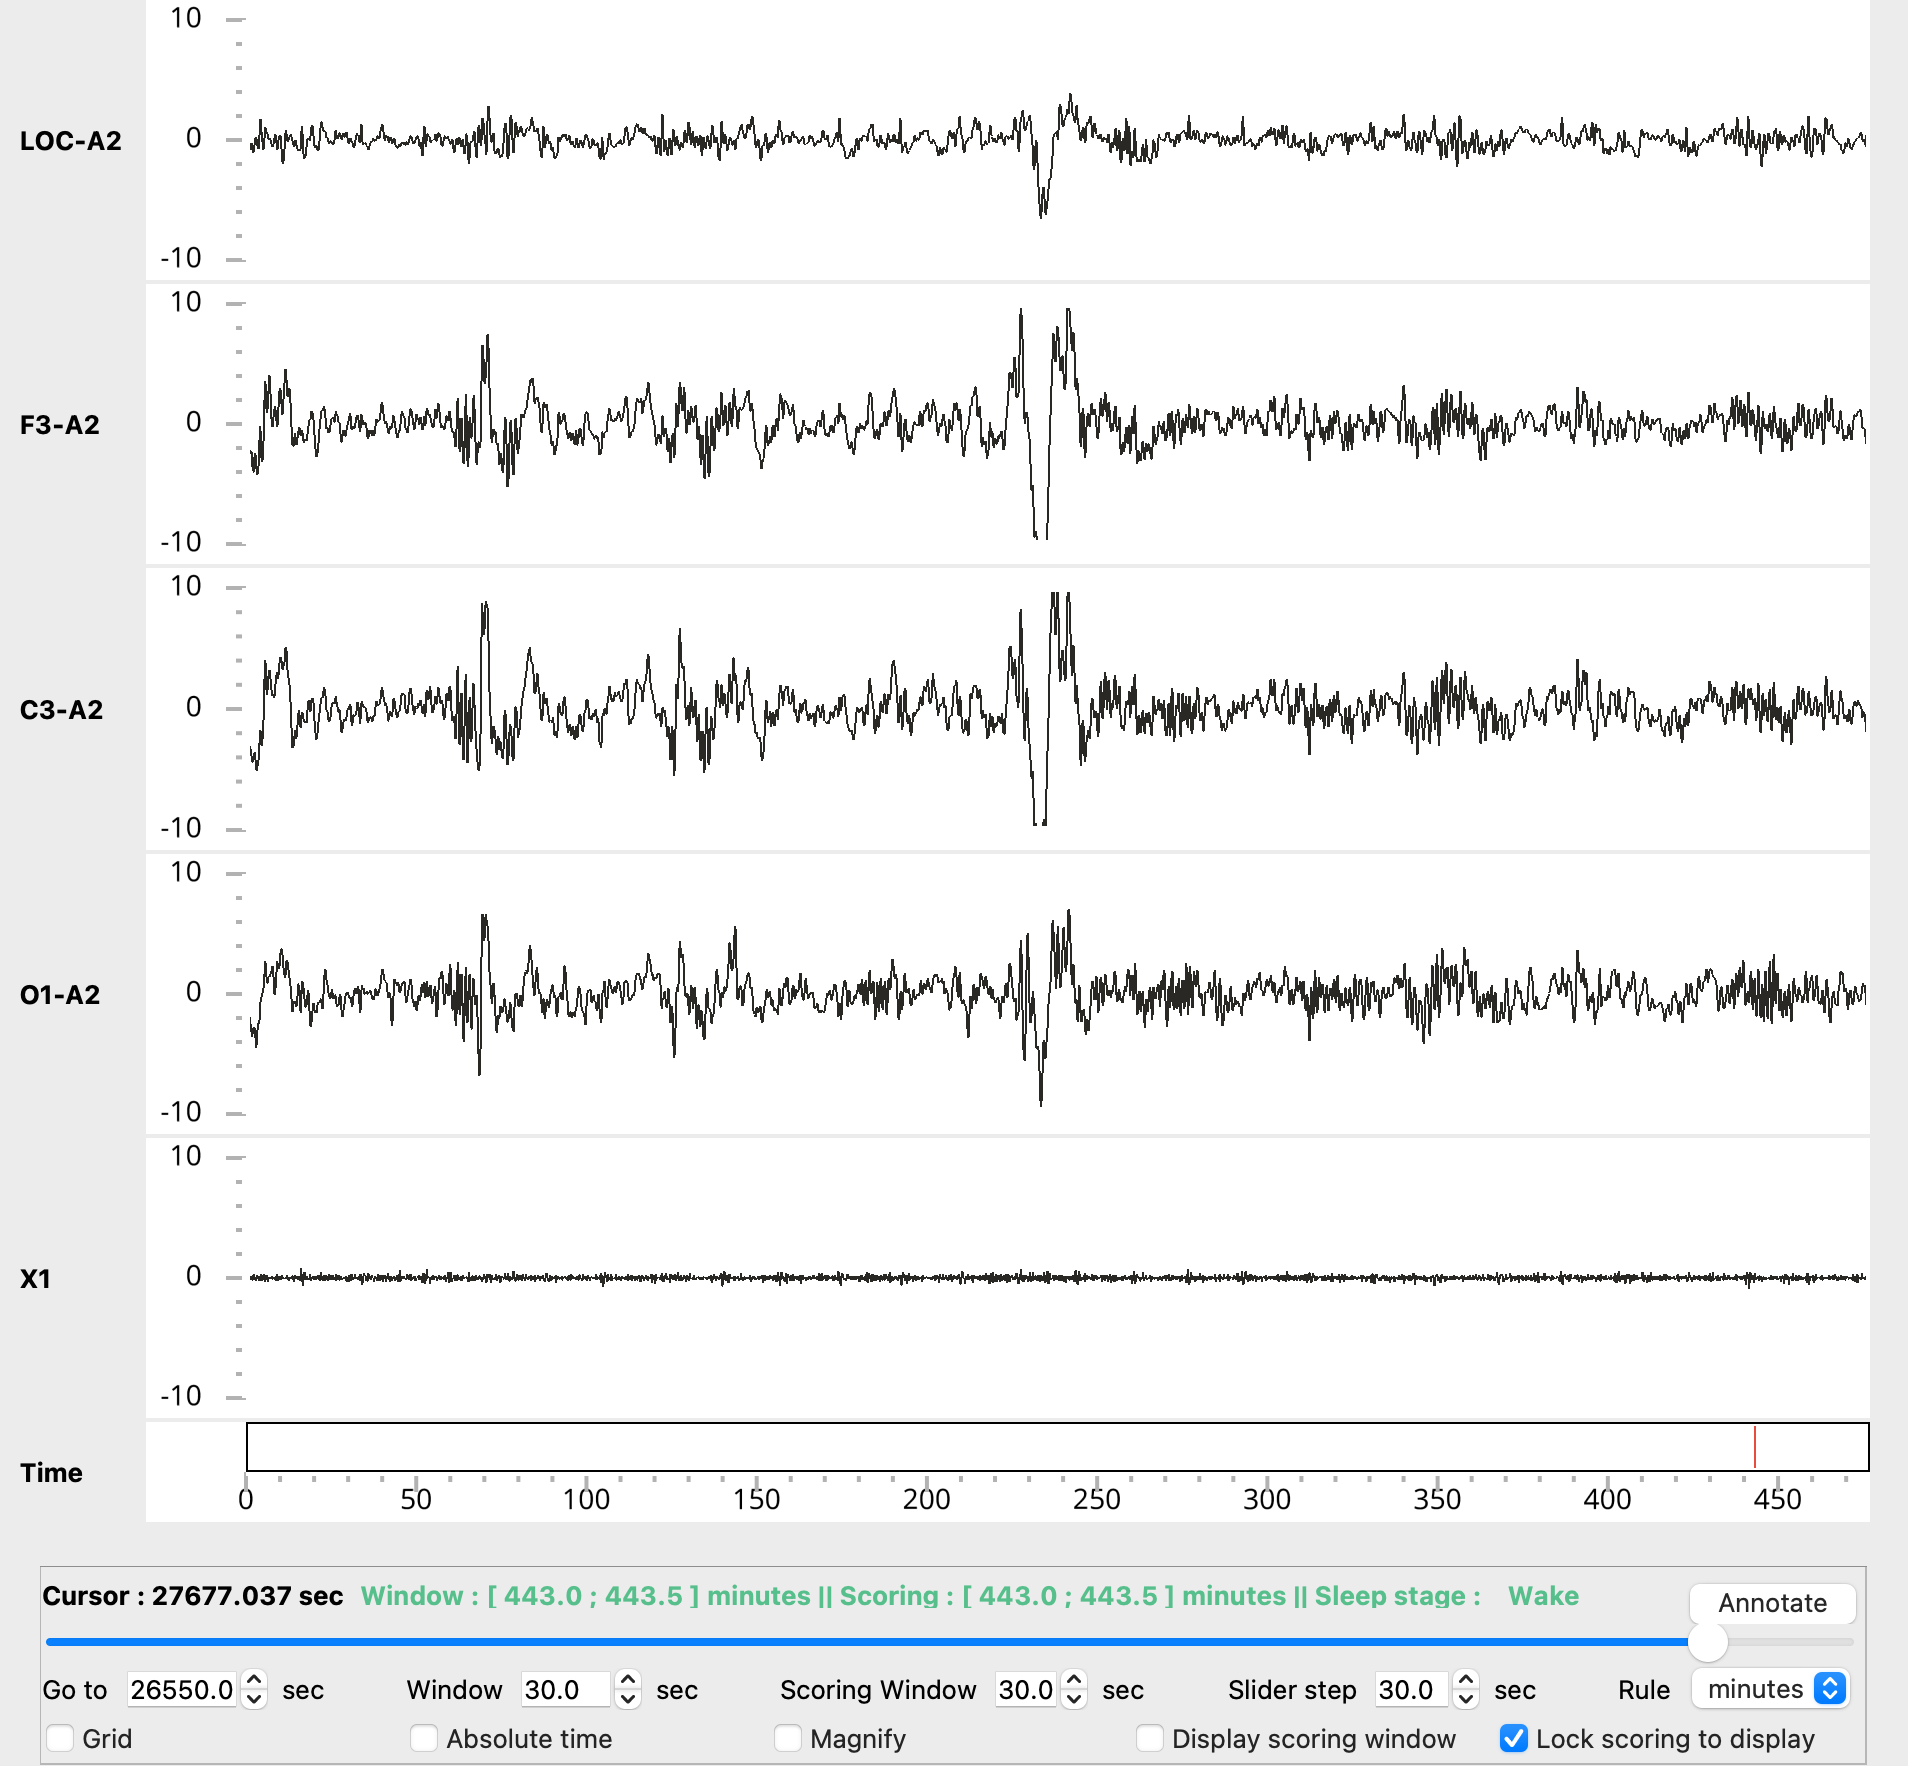 10
LOC-A2 0
-10
10
F3-A2 0
-10
10
C3-A2 0
-10
10
O1-A2 0
-10
10
X1 0
-10
Time
0 50 100 150 200 250 300 350 400 450
Cursor : 27677.037 sec Window : [ 443.0 ; 443.5 ] minutes || Scoring : [ 443.0 ; 443.5 ] minutes || Sleep stage : Wake Annotate
Go to 26550.0 sec Window 30.0 sec Scoring Window 30.0 sec Slider step 30.0 sec Rule minutes
Grid Absolute time Magnify Display scoring window Lock scoring to display